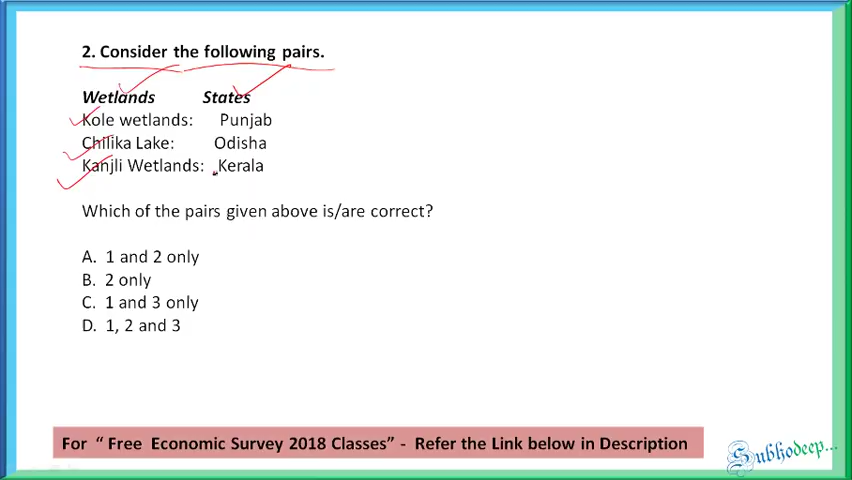 2. Consider the following pairs.
Wetlands States
Kole wetlands: Punjab
Chilika Lake: Odisha
Kanjli Wetlands: Kerala
Which of the pairs given above is/are correct?
A. 1 and 2 only
B. 2 only
C. 1 and 3 only
D. 1, 2 and 3
For “ Free Economic Survey 2018 Classes” - Refer the Link below in Description
Subhodeep...